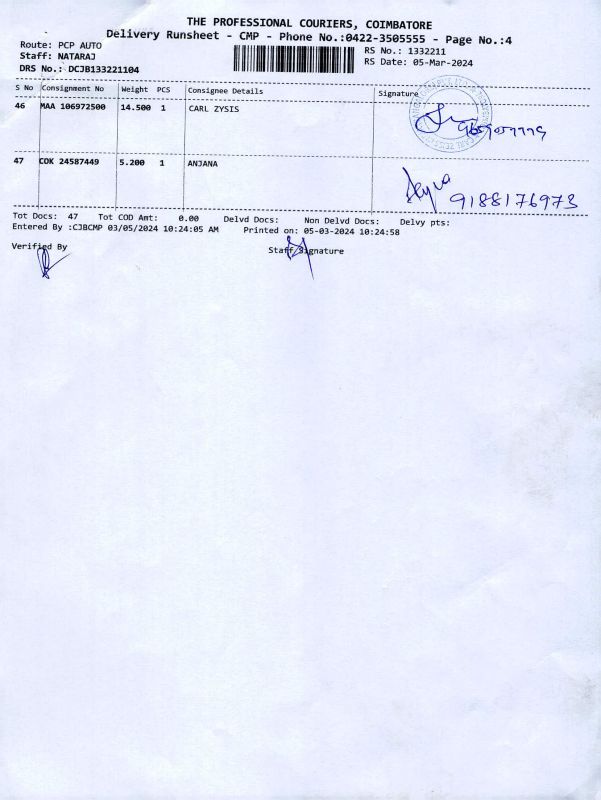 THE PROFESSIONAL COURIERS, COIMBATORE
Delivery Runsheet - CMP - Phone No.:0422-3505555 - Page No.:4
Route: PCP AUTO
Staff: NATARAJ
DRS No.: DCJB133221104
RS No.: 1332211
RS Date: 05-Mar-2024
S No Consignment No Weight PCS Consignee Details Signature
46 MAA 106972500 14.500 1 CARL ZYSIS
47 COK 24587449 5.200 1 ANJANA
9188176973
Tot Docs: 47 Tot COD Amt: 0.00 Delvd Docs: Non Delvd Docs: Delvy pts:
Entered By :CJBCMP 03/05/2024 10:24:05 AM Printed on: 05-03-2024 10:24:58
Verified By Staff/Signature